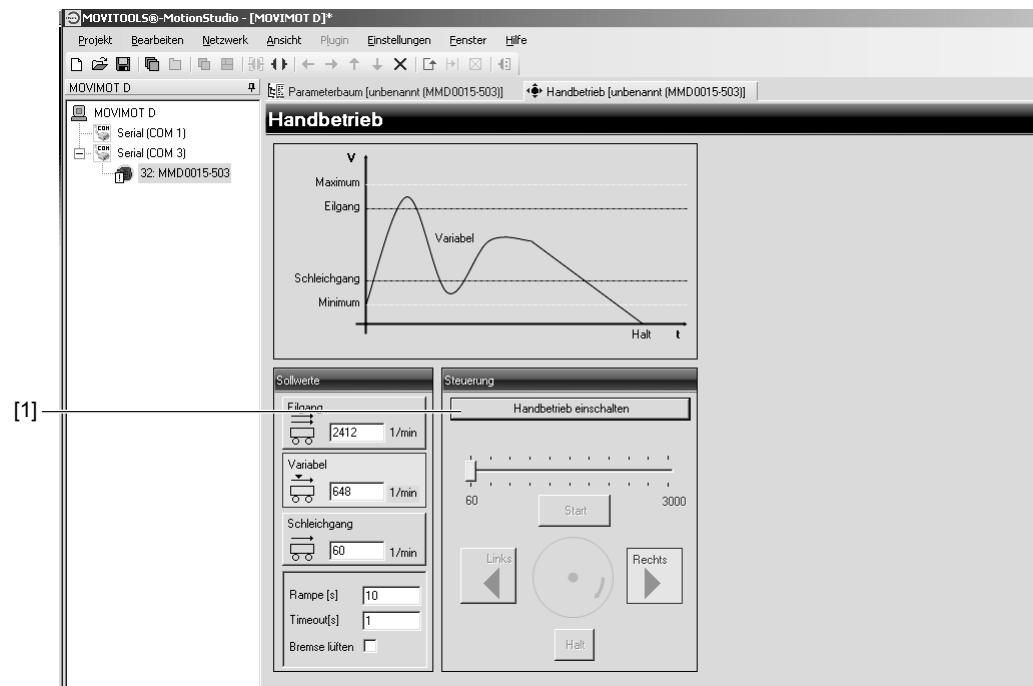 MOVITOOLS®-MotionStudio - [MOVIMOT D]*
Projekt Bearbeiten Netzwerk Ansicht Plugin Einstellungen Fenster Hilfe
MOVIMOT D
Parameterbaum [unbenannt (MMD0015-503)]
Handbetrieb [unbenannt (MMD0015-503)]
MOVIMOT D
Serial (COM 1)
Serial (COM 3)
32: MMD0015-503
Handbetrieb
V
Maximum
Eilgang
Variabel
Schleichgang
Minimum
Halt t
Sollwerte
Eilgang
2412 1/min
Variabel
648 1/min
Schleichgang
60 1/min
Rampe [s] 10
Timeout[s] 1
Bremse lüften
Steuerung
[1]
Handbetrieb einschalten
60 3000
Start
Links
Rechts
Halt